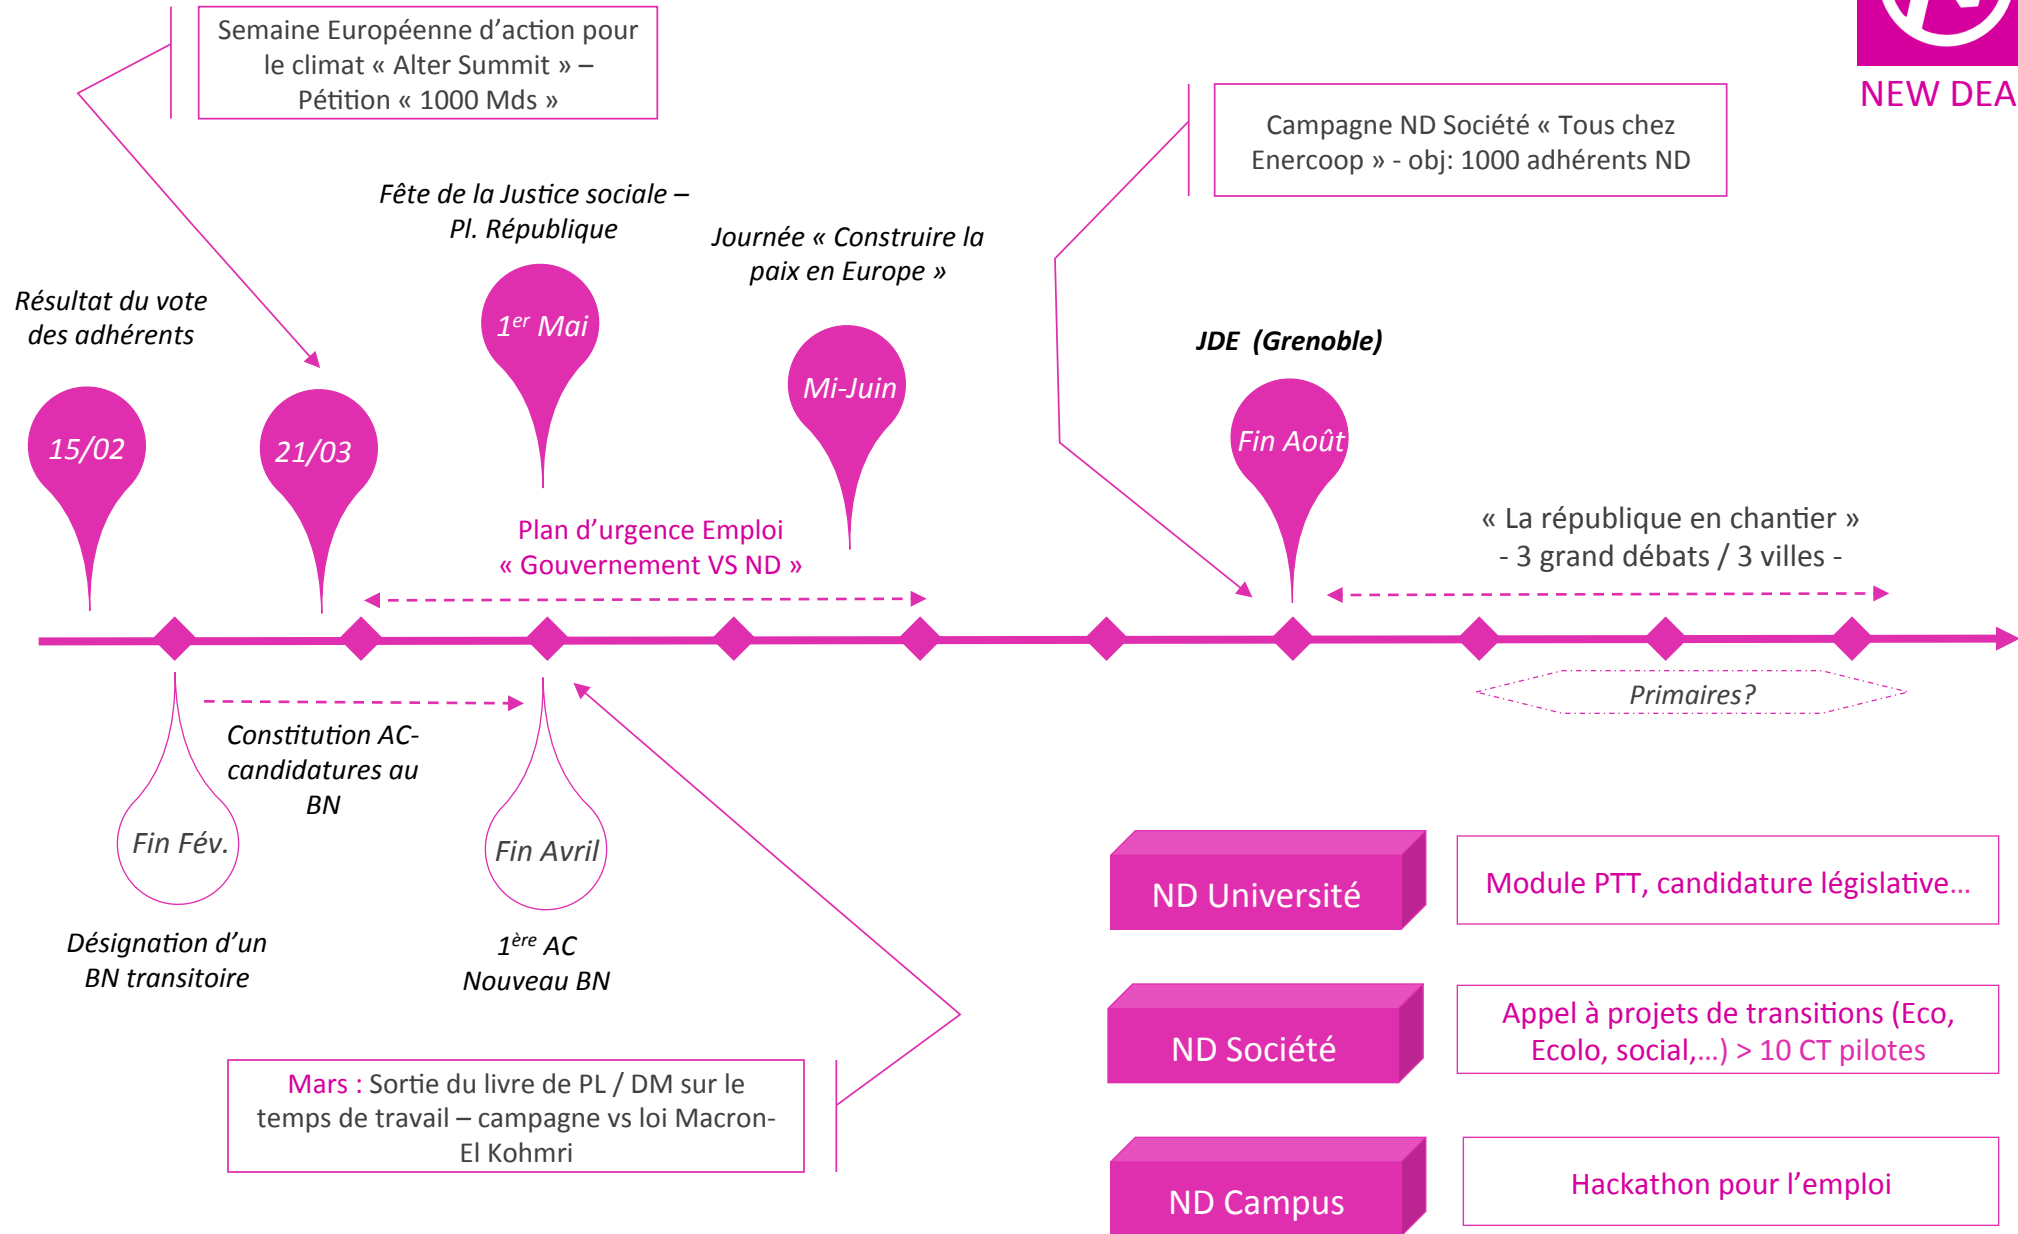 Semaine Européenne d’action pour
le climat « Alter Summit » –
Pétition « 1000 Mds »
NEW DEA
Campagne ND Société « Tous chez
Enercoop » - obj: 1000 adhérents ND
Fête de la Justice sociale –
Pl. République
Journée « Construire la
paix en Europe »
Résultat du vote
des adhérents
JDE (Grenoble)
15/02
21/03
1er Mai
Mi-Juin
Fin Août
Plan d’urgence Emploi
« Gouvernement VS ND »
« La république en chantier »
- 3 grand débats / 3 villes -
Primaires?
Constitution AC-
candidatures au
BN
Fin Fév.
Fin Avril
Désignation d’un
BN transitoire
1ère AC
Nouveau BN
Mars : Sortie du livre de PL / DM sur le
temps de travail – campagne vs loi Macron-
El Kohmri
ND Université
Module PTT, candidature législative…
ND Société
Appel à projets de transitions (Eco,
Ecolo, social,…) > 10 CT pilotes
ND Campus
Hackathon pour l’emploi